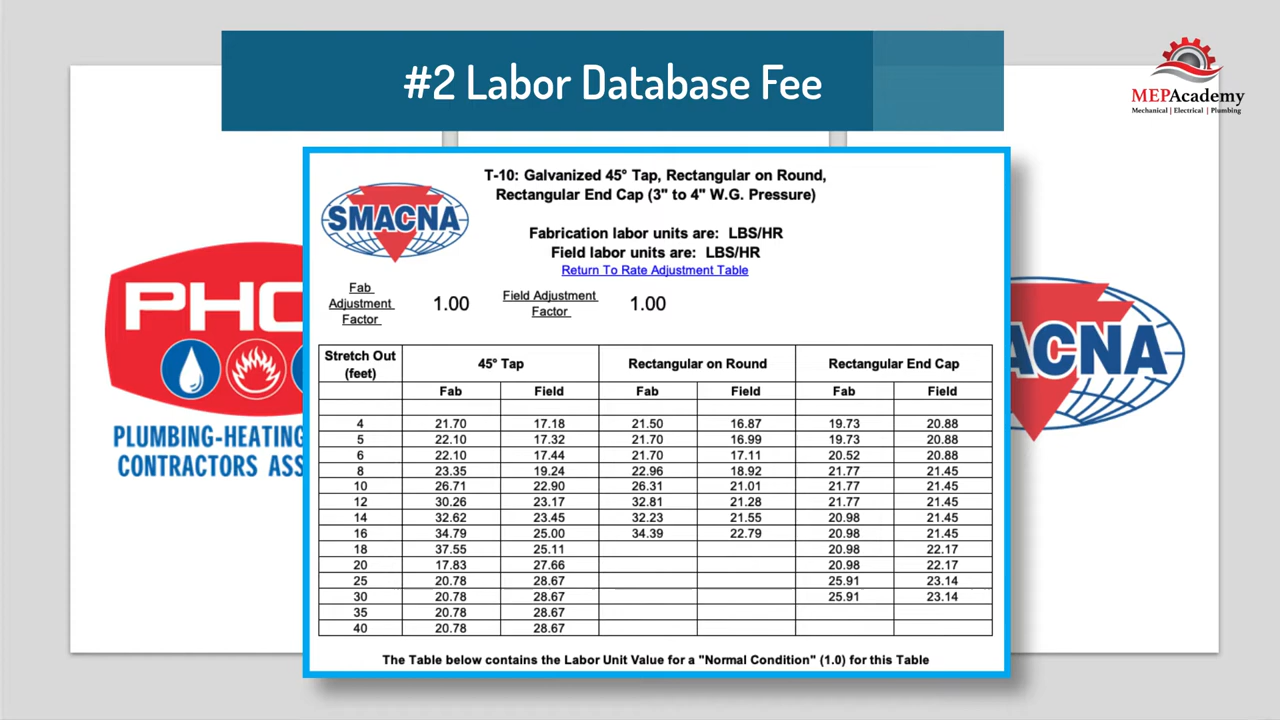 #2 Labor Database Fee
MEPAcademy
Mechanical | Electrical | Plumbing
T-10: Galvanized 45° Tap, Rectangular on Round,
Rectangular End Cap (3" to 4" W.G. Pressure)
SMACNA
Fabrication labor units are: LBS/HR
Field labor units are: LBS/HR
Return To Rate Adjustment Table
Fab
Adjustment
Factor
1.00
Field Adjustment
Factor
1.00
PHC
PLUMBING-HEATING
CONTRACTORS ASS
ACNA
Stretch Out
(feet)
45° Tap Rectangular on Round Rectangular End Cap
Fab Field Fab Field Fab Field
4 21.70 17.18 21.50 16.87 19.73 20.88
5 22.10 17.32 21.70 16.99 19.73 20.88
6 22.10 17.44 21.70 17.11 20.52 20.88
8 23.35 19.24 22.96 18.92 21.77 21.45
10 26.71 22.90 26.31 21.01 21.77 21.45
12 30.26 23.17 32.81 21.28 21.77 21.45
14 32.62 23.45 32.23 21.55 20.98 21.45
16 34.79 25.00 34.39 22.79 20.98 21.45
18 37.55 25.11 20.98 22.17
20 17.83 27.66 20.98 22.17
25 20.78 28.67 25.91 23.14
30 20.78 28.67 25.91 23.14
35 20.78 28.67
40 20.78 28.67
The Table below contains the Labor Unit Value for a "Normal Condition" (1.0) for this Table